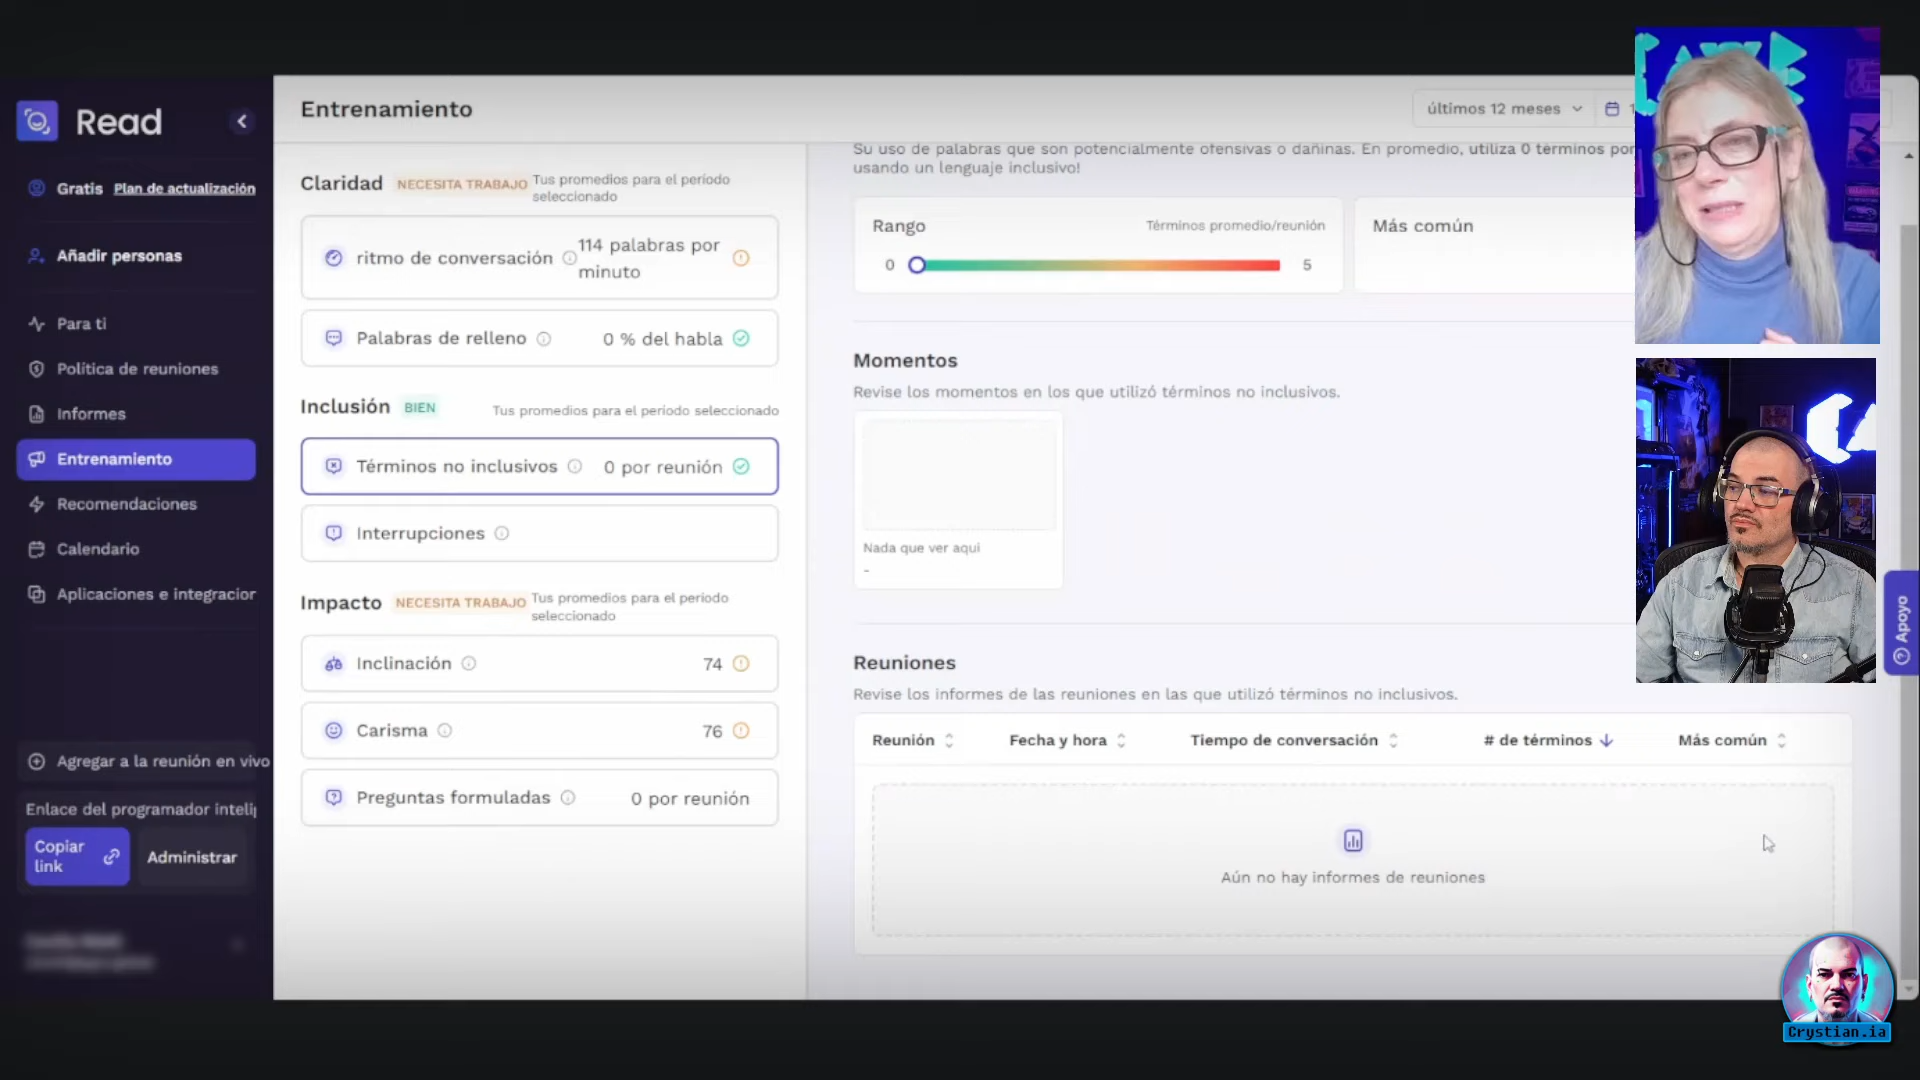 Read
Gratis Plan de actualización
Añadir personas
Para ti
Política de reuniones
Informes
Entrenamiento
Recomendaciones
Calendario
Aplicaciones e integracior
Agregar a la reunión en vivo
Enlace del programador intelig
Copiar
link
Administrar
Entrenamiento
últimos 12 meses
Claridad NECESITA TRABAJO Tus promedios para el período
seleccionado
ritmo de conversación 114 palabras por
minuto
Palabras de relleno 0 % del habla
Inclusión BIEN Tus promedios para el período seleccionado
Términos no inclusivos 0 por reunión
Interrupciones
Impacto NECESITA TRABAJO Tus promedios para el período
seleccionado
Inclinación 74
Carisma 76
Preguntas formuladas 0 por reunión
Su uso de palabras que son potencialmente ofensivas o dañinas. En promedio, utiliza 0 términos por
usando un lenguaje inclusivo!
Rango Términos promedio/reunión
0 5
Más común
Momentos
Revise los momentos en los que utilizó términos no inclusivos.
Nada que ver aquí
-
Reuniones
Revise los informes de las reuniones en las que utilizó términos no inclusivos.
Reunión Fecha y hora Tiempo de conversación # de términos Más común
Aún no hay informes de reuniones
Apoyo
Crystian.ia